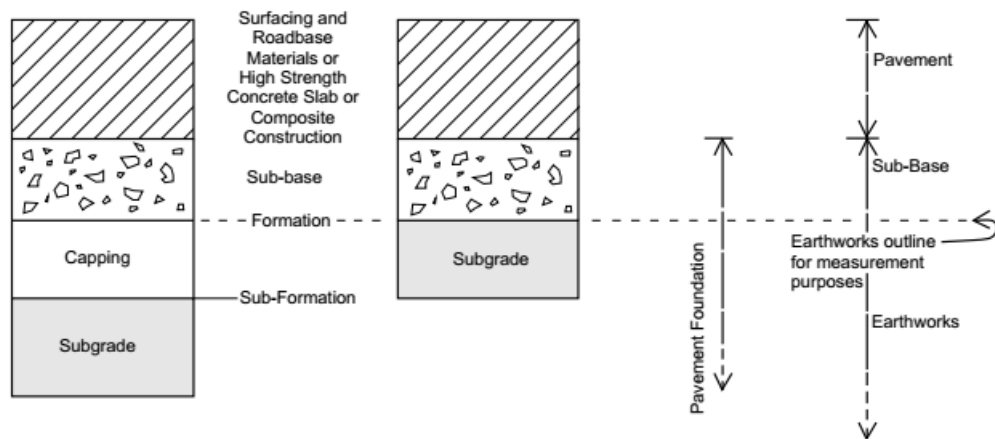 Surfacing and
Roadbase
Materials or
High Strength
Concrete Slab or
Composite
Construction
Sub-base
Formation
Capping
Sub-Formation
Subgrade
Subgrade
Pavement Foundation
Pavement
Sub-Base
Earthworks outline
for measurement
purposes
Earthworks